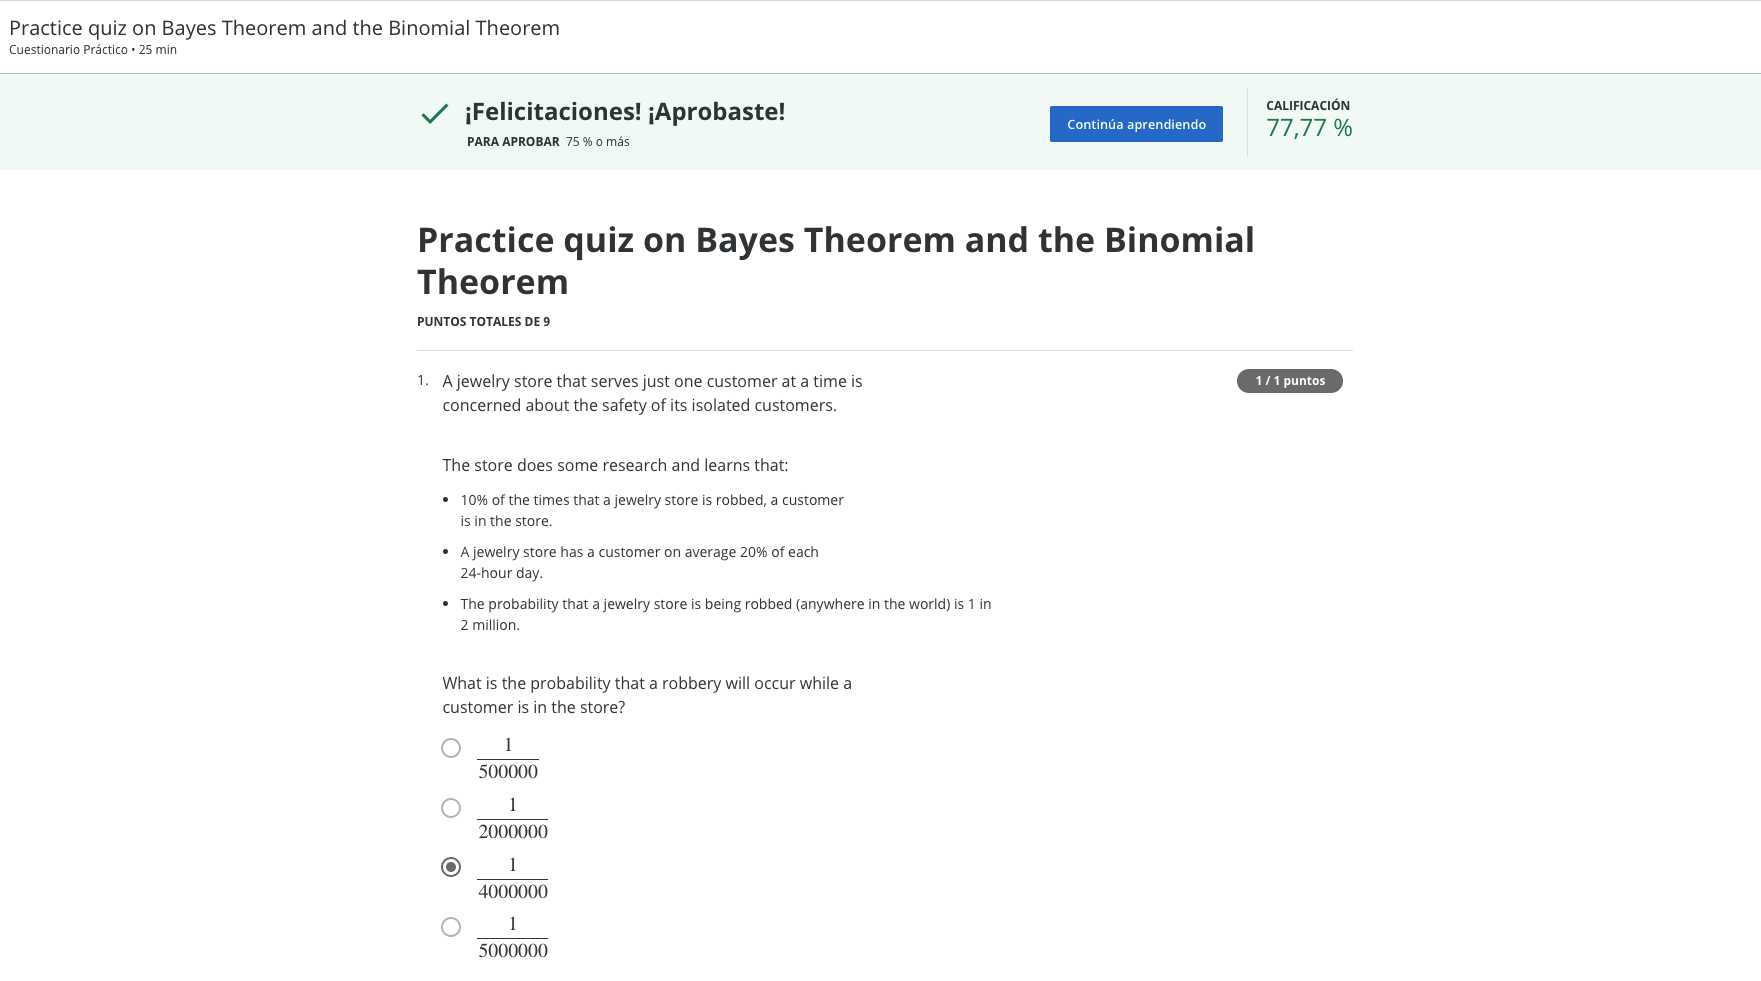 Practice quiz on Bayes Theorem and the Binomial Theorem
Cuestionario Práctico • 25 min
¡Felicitaciones! ¡Aprobaste!
PARA APROBAR 75 % o más
Continúa aprendiendo
CALIFICACIÓN
77,77 %
Practice quiz on Bayes Theorem and the Binomial
Theorem
PUNTOS TOTALES DE 9
1. A jewelry store that serves just one customer at a time is
concerned about the safety of its isolated customers.
1 / 1 puntos
The store does some research and learns that:
• 10% of the times that a jewelry store is robbed, a customer
is in the store.
• A jewelry store has a customer on average 20% of each
24-hour day.
• The probability that a jewelry store is being robbed (anywhere in the world) is 1 in
2 million.
What is the probability that a robbery will occur while a
customer is in the store?
1
500000
1
2000000
1
4000000
1
5000000